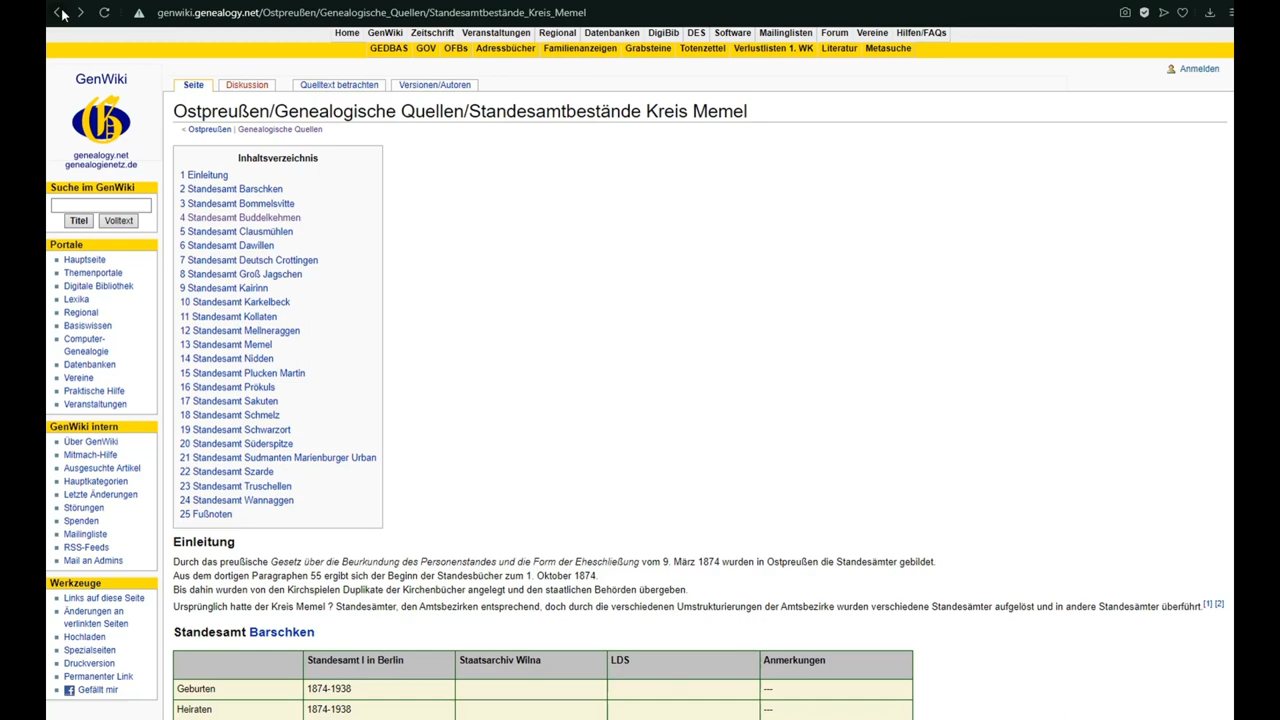 genwiki.genealogy.net/Ostpreußen/Genealogische_Quellen/Standesamtbestände_Kreis_Memel
Home GenWiki Zeitschrift Veranstaltungen Regional Datenbanken DigiBib DES Software Mailinglisten Forum Vereine Hilfen/FAQs
GEDBAS GOV OFBs Adressbücher Familienanzeigen Grabsteine Totenzettel Verlustlisten 1. WK Literatur Metasuche
Anmelden
GenWiki
genealogy.net
genealogienetz.de
Suche im GenWiki
Titel Volltext
Portale
Hauptseite
Themenportale
Digitale Bibliothek
Lexika
Regional
Basiswissen
Computer-
Genealogie
Datenbanken
Vereine
Praktische Hilfe
Veranstaltungen
GenWiki intern
Über GenWiki
Mitmach-Hilfe
Ausgesuchte Artikel
Hauptkategorien
Letzte Änderungen
Störungen
Spenden
Mailingliste
RSS-Feeds
Mail an Admins
Werkzeuge
Links auf diese Seite
Änderungen an
verlinkten Seiten
Hochladen
Spezialseiten
Druckversion
Permanenter Link
Gefällt mir
Seite Diskussion Quelltext betrachten Versionen/Autoren
Ostpreußen/Genealogische Quellen/Standesamtbestände Kreis Memel
< Ostpreußen | Genealogische Quellen
Inhaltsverzeichnis
1 Einleitung
2 Standesamt Barschken
3 Standesamt Bommelsvitte
4 Standesamt Buddelkehmen
5 Standesamt Clausmühlen
6 Standesamt Dawillen
7 Standesamt Deutsch Crottingen
8 Standesamt Groß Jagschen
9 Standesamt Kairinn
10 Standesamt Karkelbeck
11 Standesamt Kollaten
12 Standesamt Mellneraggen
13 Standesamt Memel
14 Standesamt Nidden
15 Standesamt Plucken Martin
16 Standesamt Prökuls
17 Standesamt Sakuten
18 Standesamt Schmelz
19 Standesamt Schwarzort
20 Standesamt Süderspitze
21 Standesamt Sudmanten Marienburger Urban
22 Standesamt Szarde
23 Standesamt Truschellen
24 Standesamt Wannaggen
25 Fußnoten
Einleitung
Durch das preußische Gesetz über die Beurkundung des Personenstandes und die Form der Eheschließung vom 9. März 1874 wurden in Ostpreußen die Standesämter gebildet.
Aus dem dortigen Paragraphen 55 ergibt sich der Beginn der Standesbücher zum 1. Oktober 1874.
Bis dahin wurden von den Kirchspielen Duplikate der Kirchenbücher angelegt und den staatlichen Behörden übergeben.
Ursprünglich hatte der Kreis Memel ? Standesämter, den Amtsbezirken entsprechend, doch durch die verschiedenen Umstrukturierungen der Amtsbezirke wurden verschiedene Standesämter aufgelöst und in andere Standesämter überführt.[1] [2]
Standesamt Barschken
Standesamt I in Berlin Staatsarchiv Wilna LDS Anmerkungen
Geburten 1874-1938 ---
Heiraten 1874-1938 ---